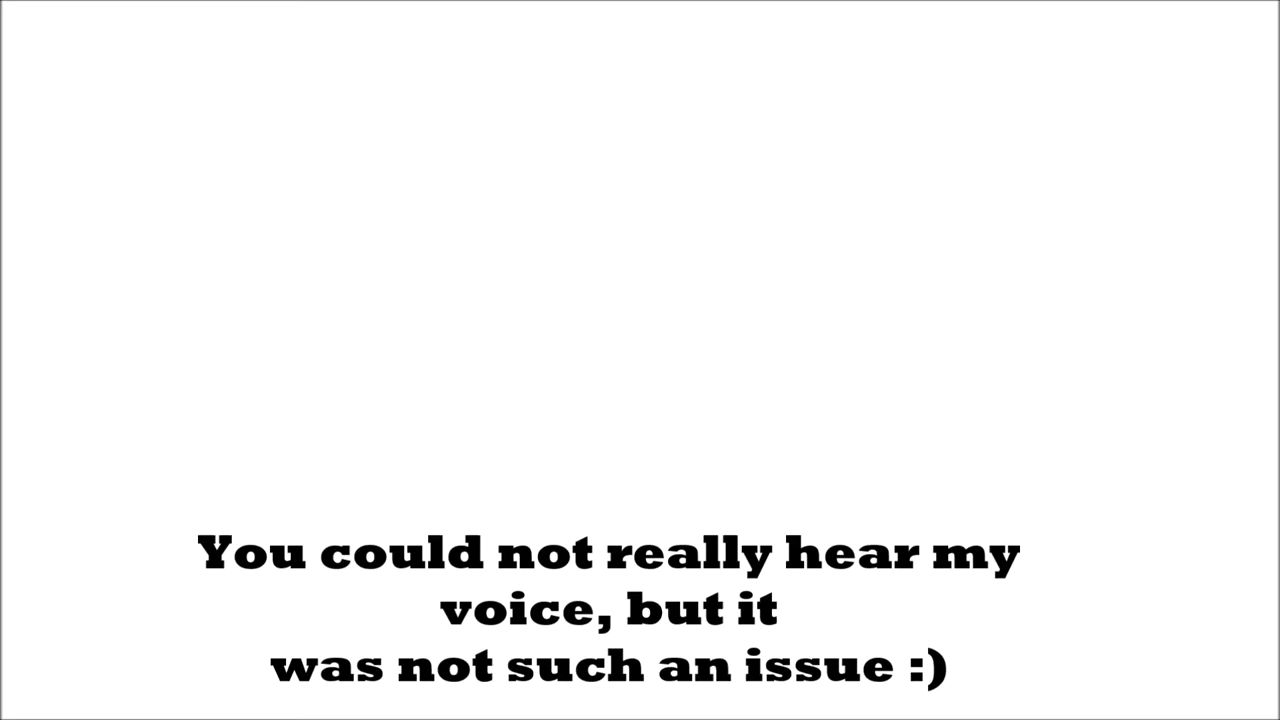 You could not really hear my
voice, but it
was not such an issue :)